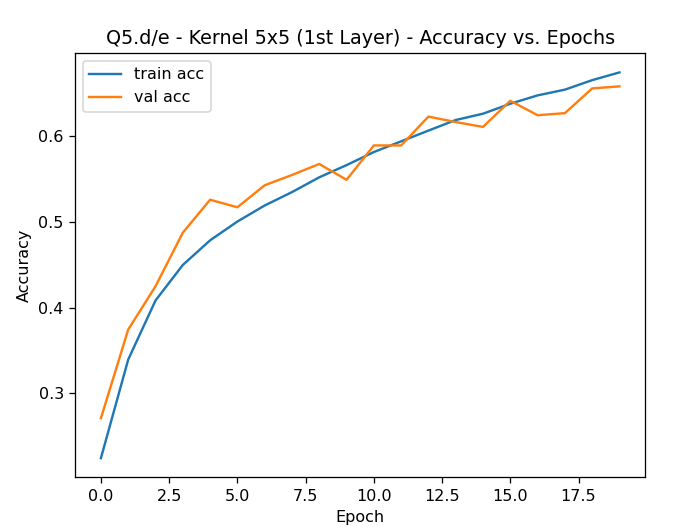 Q5.d/e - Kernel 5x5 (1st Layer) - Accuracy vs. Epochs
train acc
val acc
0.6
0.5
0.4
0.3
Accuracy
0.0 2.5 5.0 7.5 10.0 12.5 15.0 17.5
Epoch